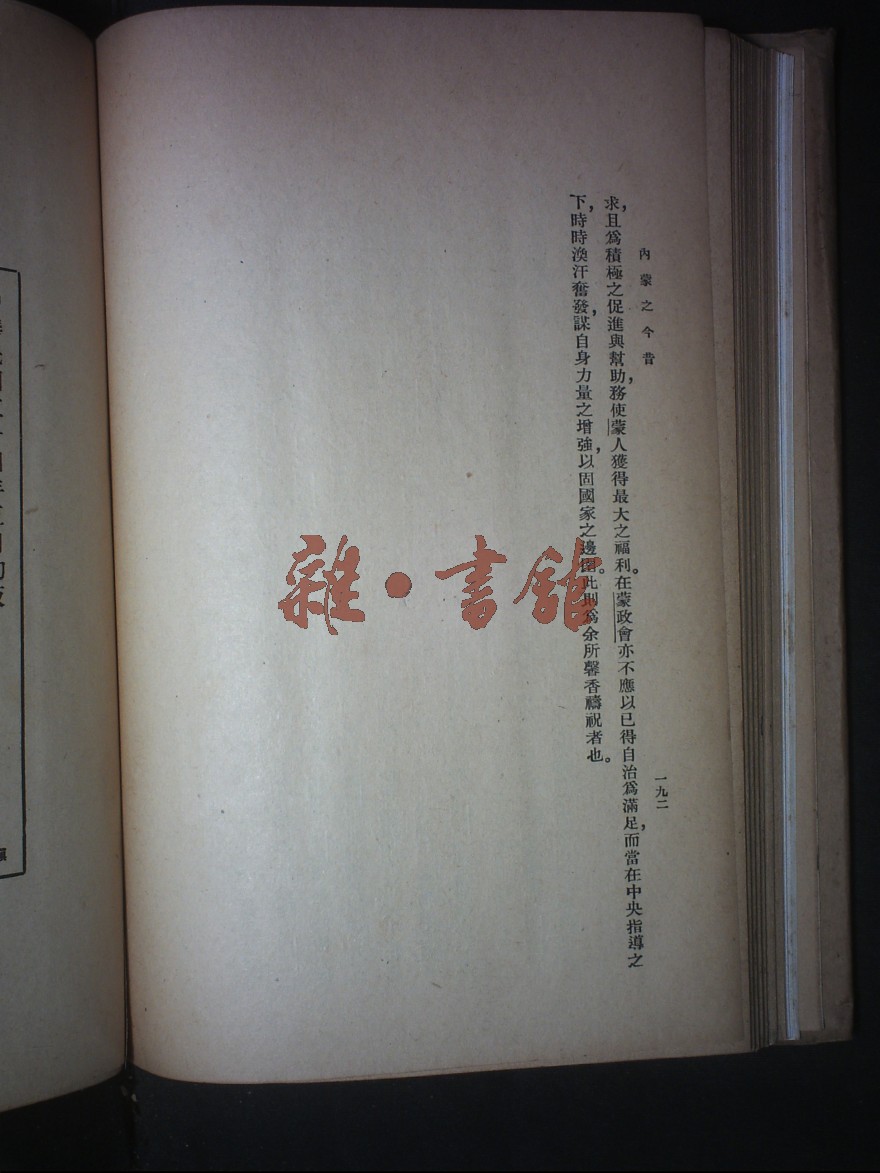 內蒙之今昔
一九二
求,且爲積極之促進與幫助,務使蒙人獲得最大之福利。在蒙政會亦不應以已得自治爲滿足,而當在中央指導之
下,時時渙汗奮發,謀自身力量之增強,以固國家之邊圉。此則爲余所馨香禱祝者也。
雜·書館